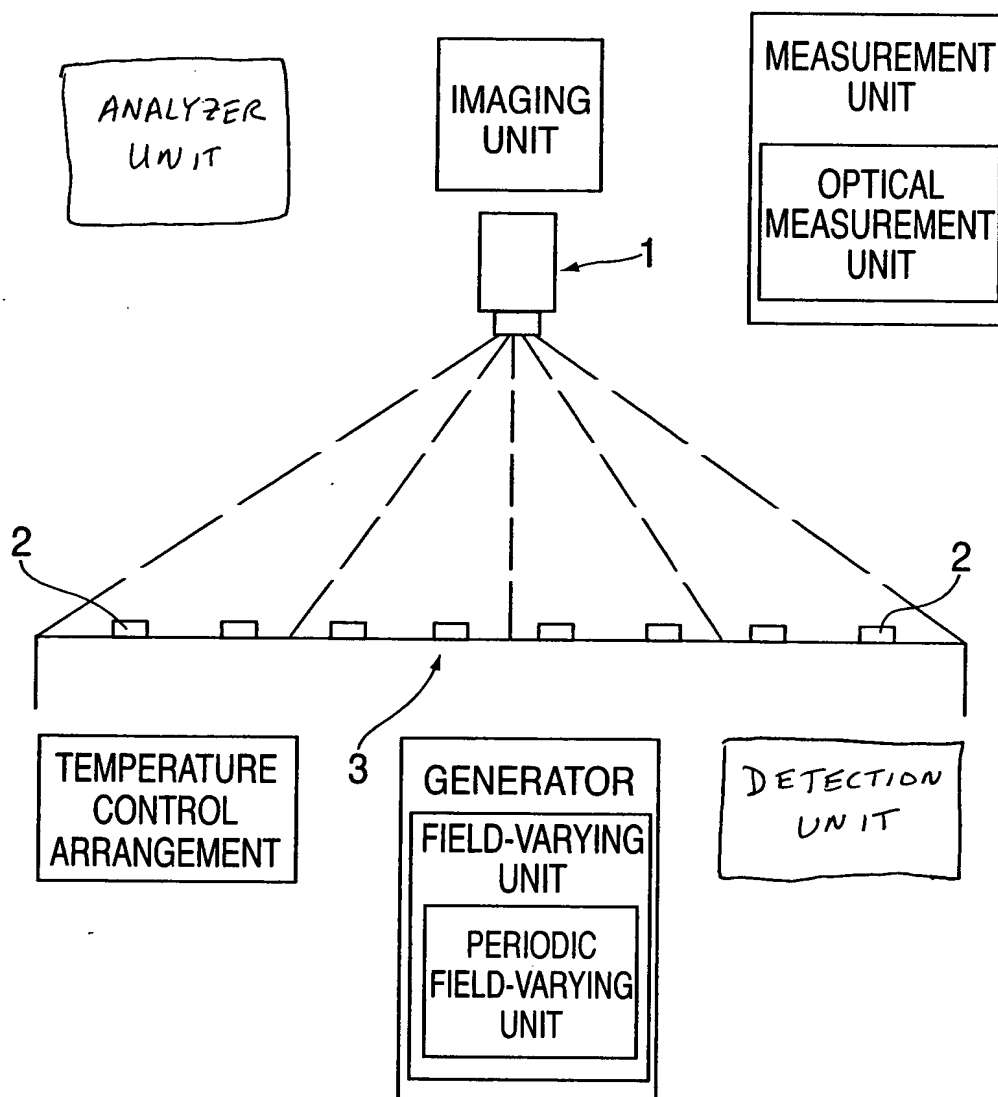 ANALYZER
UNIT
IMAGING
UNIT
MEASUREMENT
UNIT
OPTICAL
MEASUREMENT
UNIT
1
2
2
3
TEMPERATURE
CONTROL
ARRANGEMENT
GENERATOR
FIELD-VARYING
UNIT
PERIODIC
FIELD-VARYING
UNIT
DETECTION
UNIT